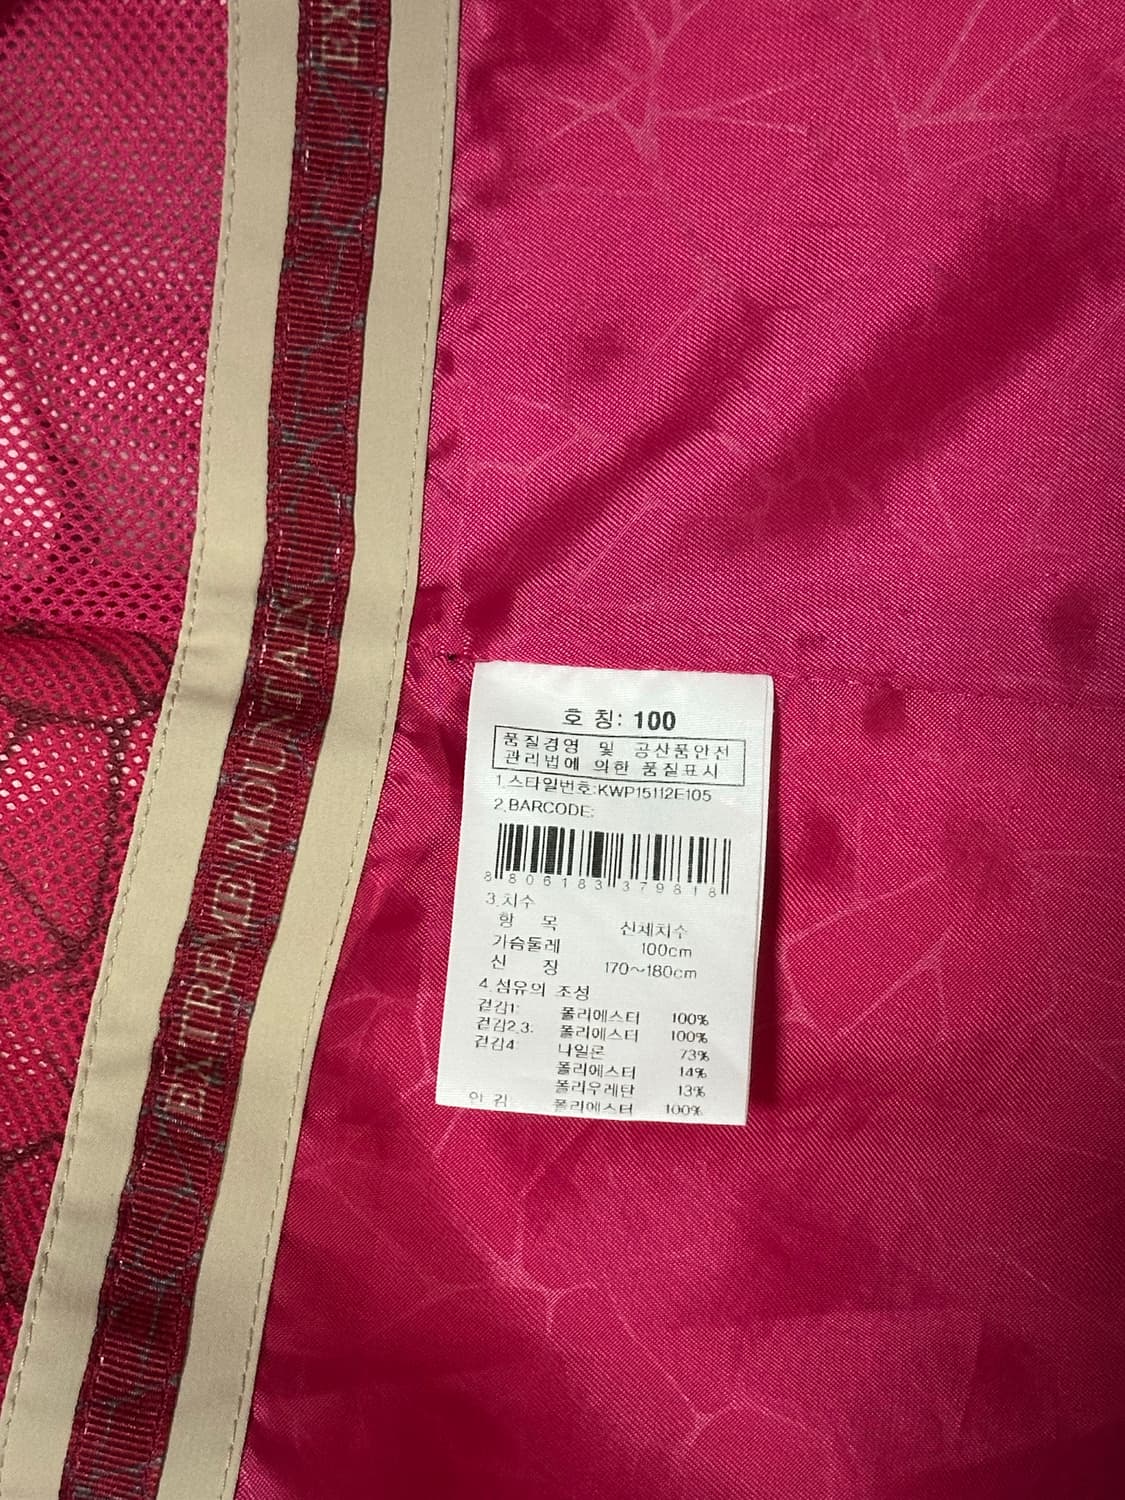 EX
EXTREME MOUNTAIN
호 칭: 100
품질경영 및 공산품안전
관리법에 의한 품질표시
1.스타일번호:KWP15112E105
2.BARCODE:
8 806183 379818
3.치수
항 목 신체치수
가슴둘레 100cm
신 장 170~180cm
4.섬유의 조성
겉감1: 폴리에스터 100%
겉감2,3: 폴리에스터 100%
겉감4: 나일론 73%
폴리에스터 14%
폴리우레탄 13%
안 감 폴리에스터 100%